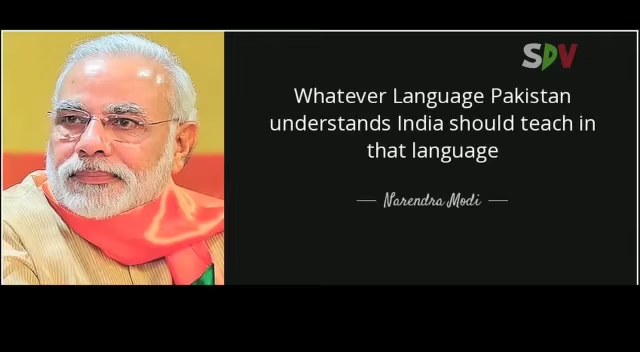 SDV
Whatever Language Pakistan
understands India should teach in
that language
Narendra Modi